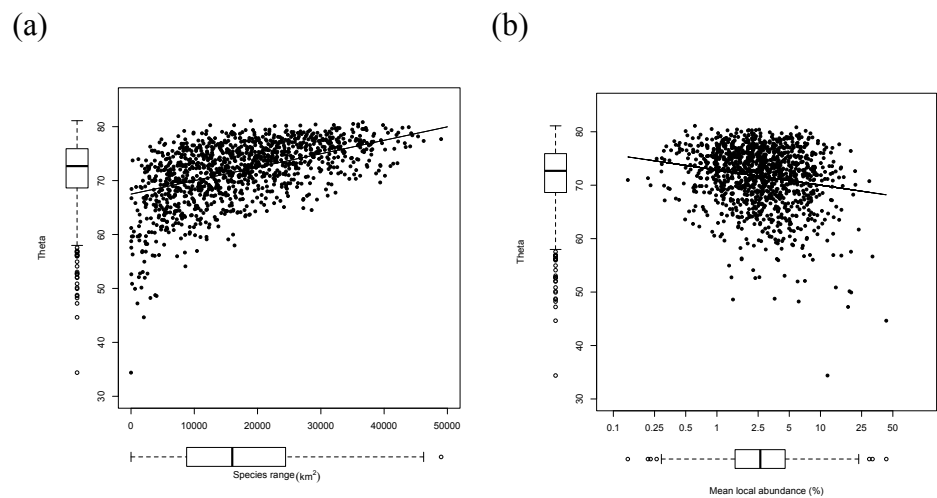 (a)
(b)
Theta
30 40 50 60 70 80
0 10000 20000 30000 40000 50000
Species range (km²)
Theta
30 40 50 60 70 80
0.1 0.25 0.5 1 2.5 5 10 25 50
Mean local abundance (%)